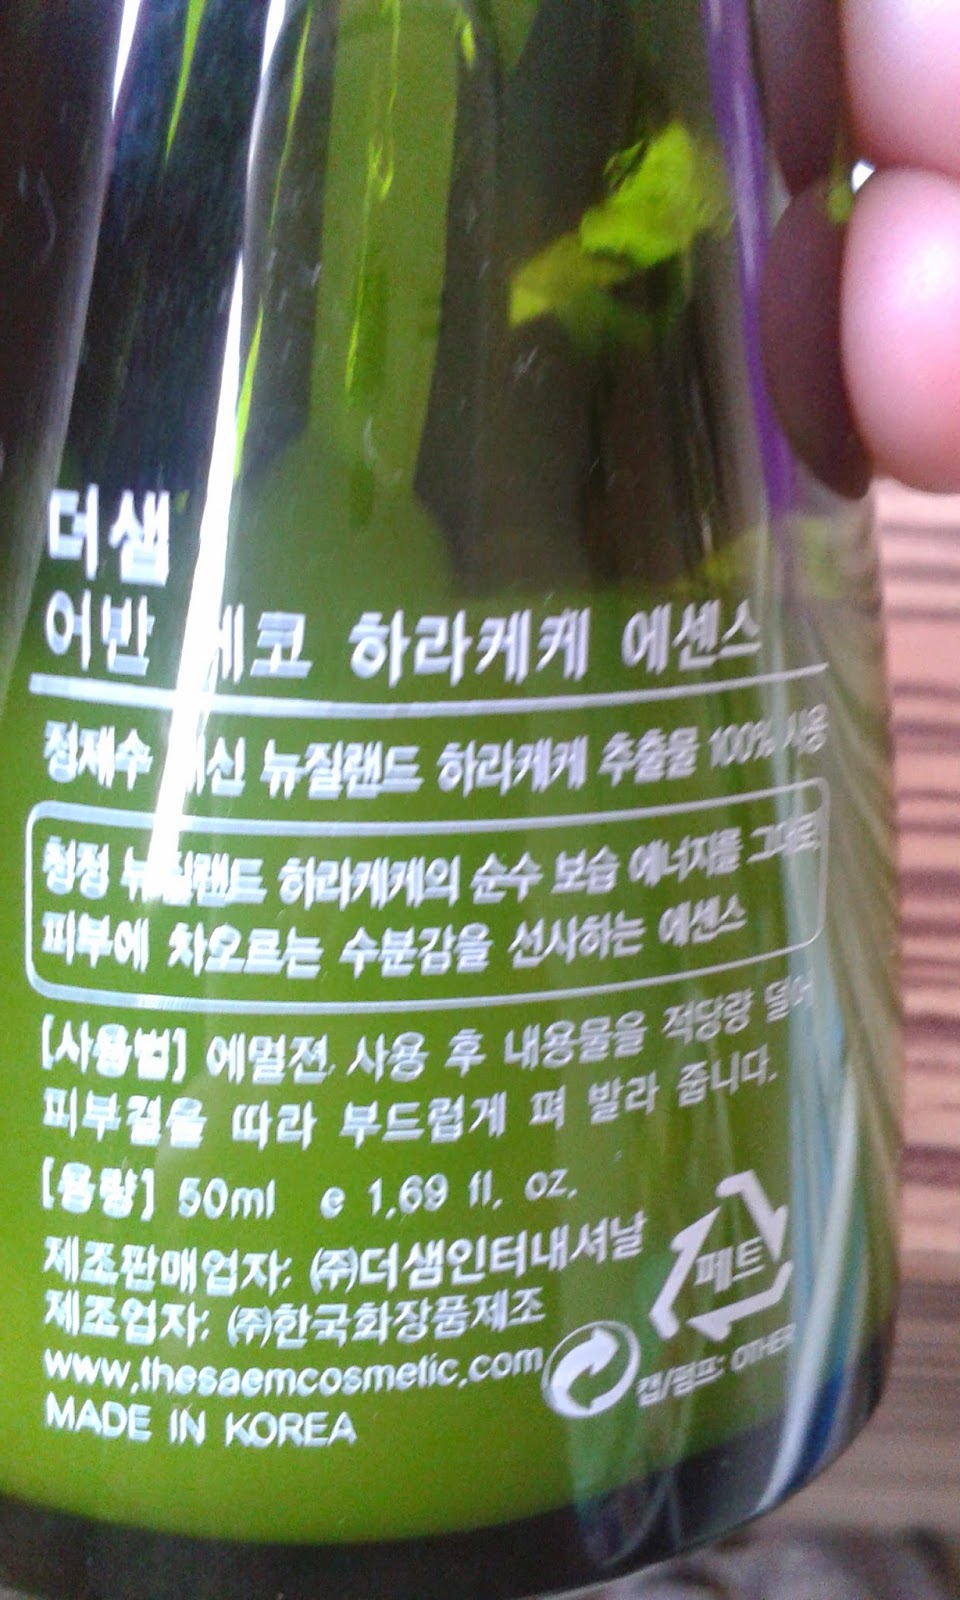 더샘
어반 에코 하라케케 에센스
정제수 대신 뉴질랜드 하라케케 추출물 100% 사용
청정 뉴질랜드 하라케케의 순수 보습 에너지를 그대로
피부에 차오르는 수분감을 선사하는 에센스
[사용법] 에멀젼 사용 후 내용물을 적당량 덜어
피부결을 따라 부드럽게 펴 발라 줍니다.
[용량] 50ml e 1.69 fl. oz.
제조판매업자: ㈜더샘인터내셔날
제조업자: ㈜한국화장품제조
페트
www.thesaemcosmetic.com
캡/펌프: OTHER
MADE IN KOREA